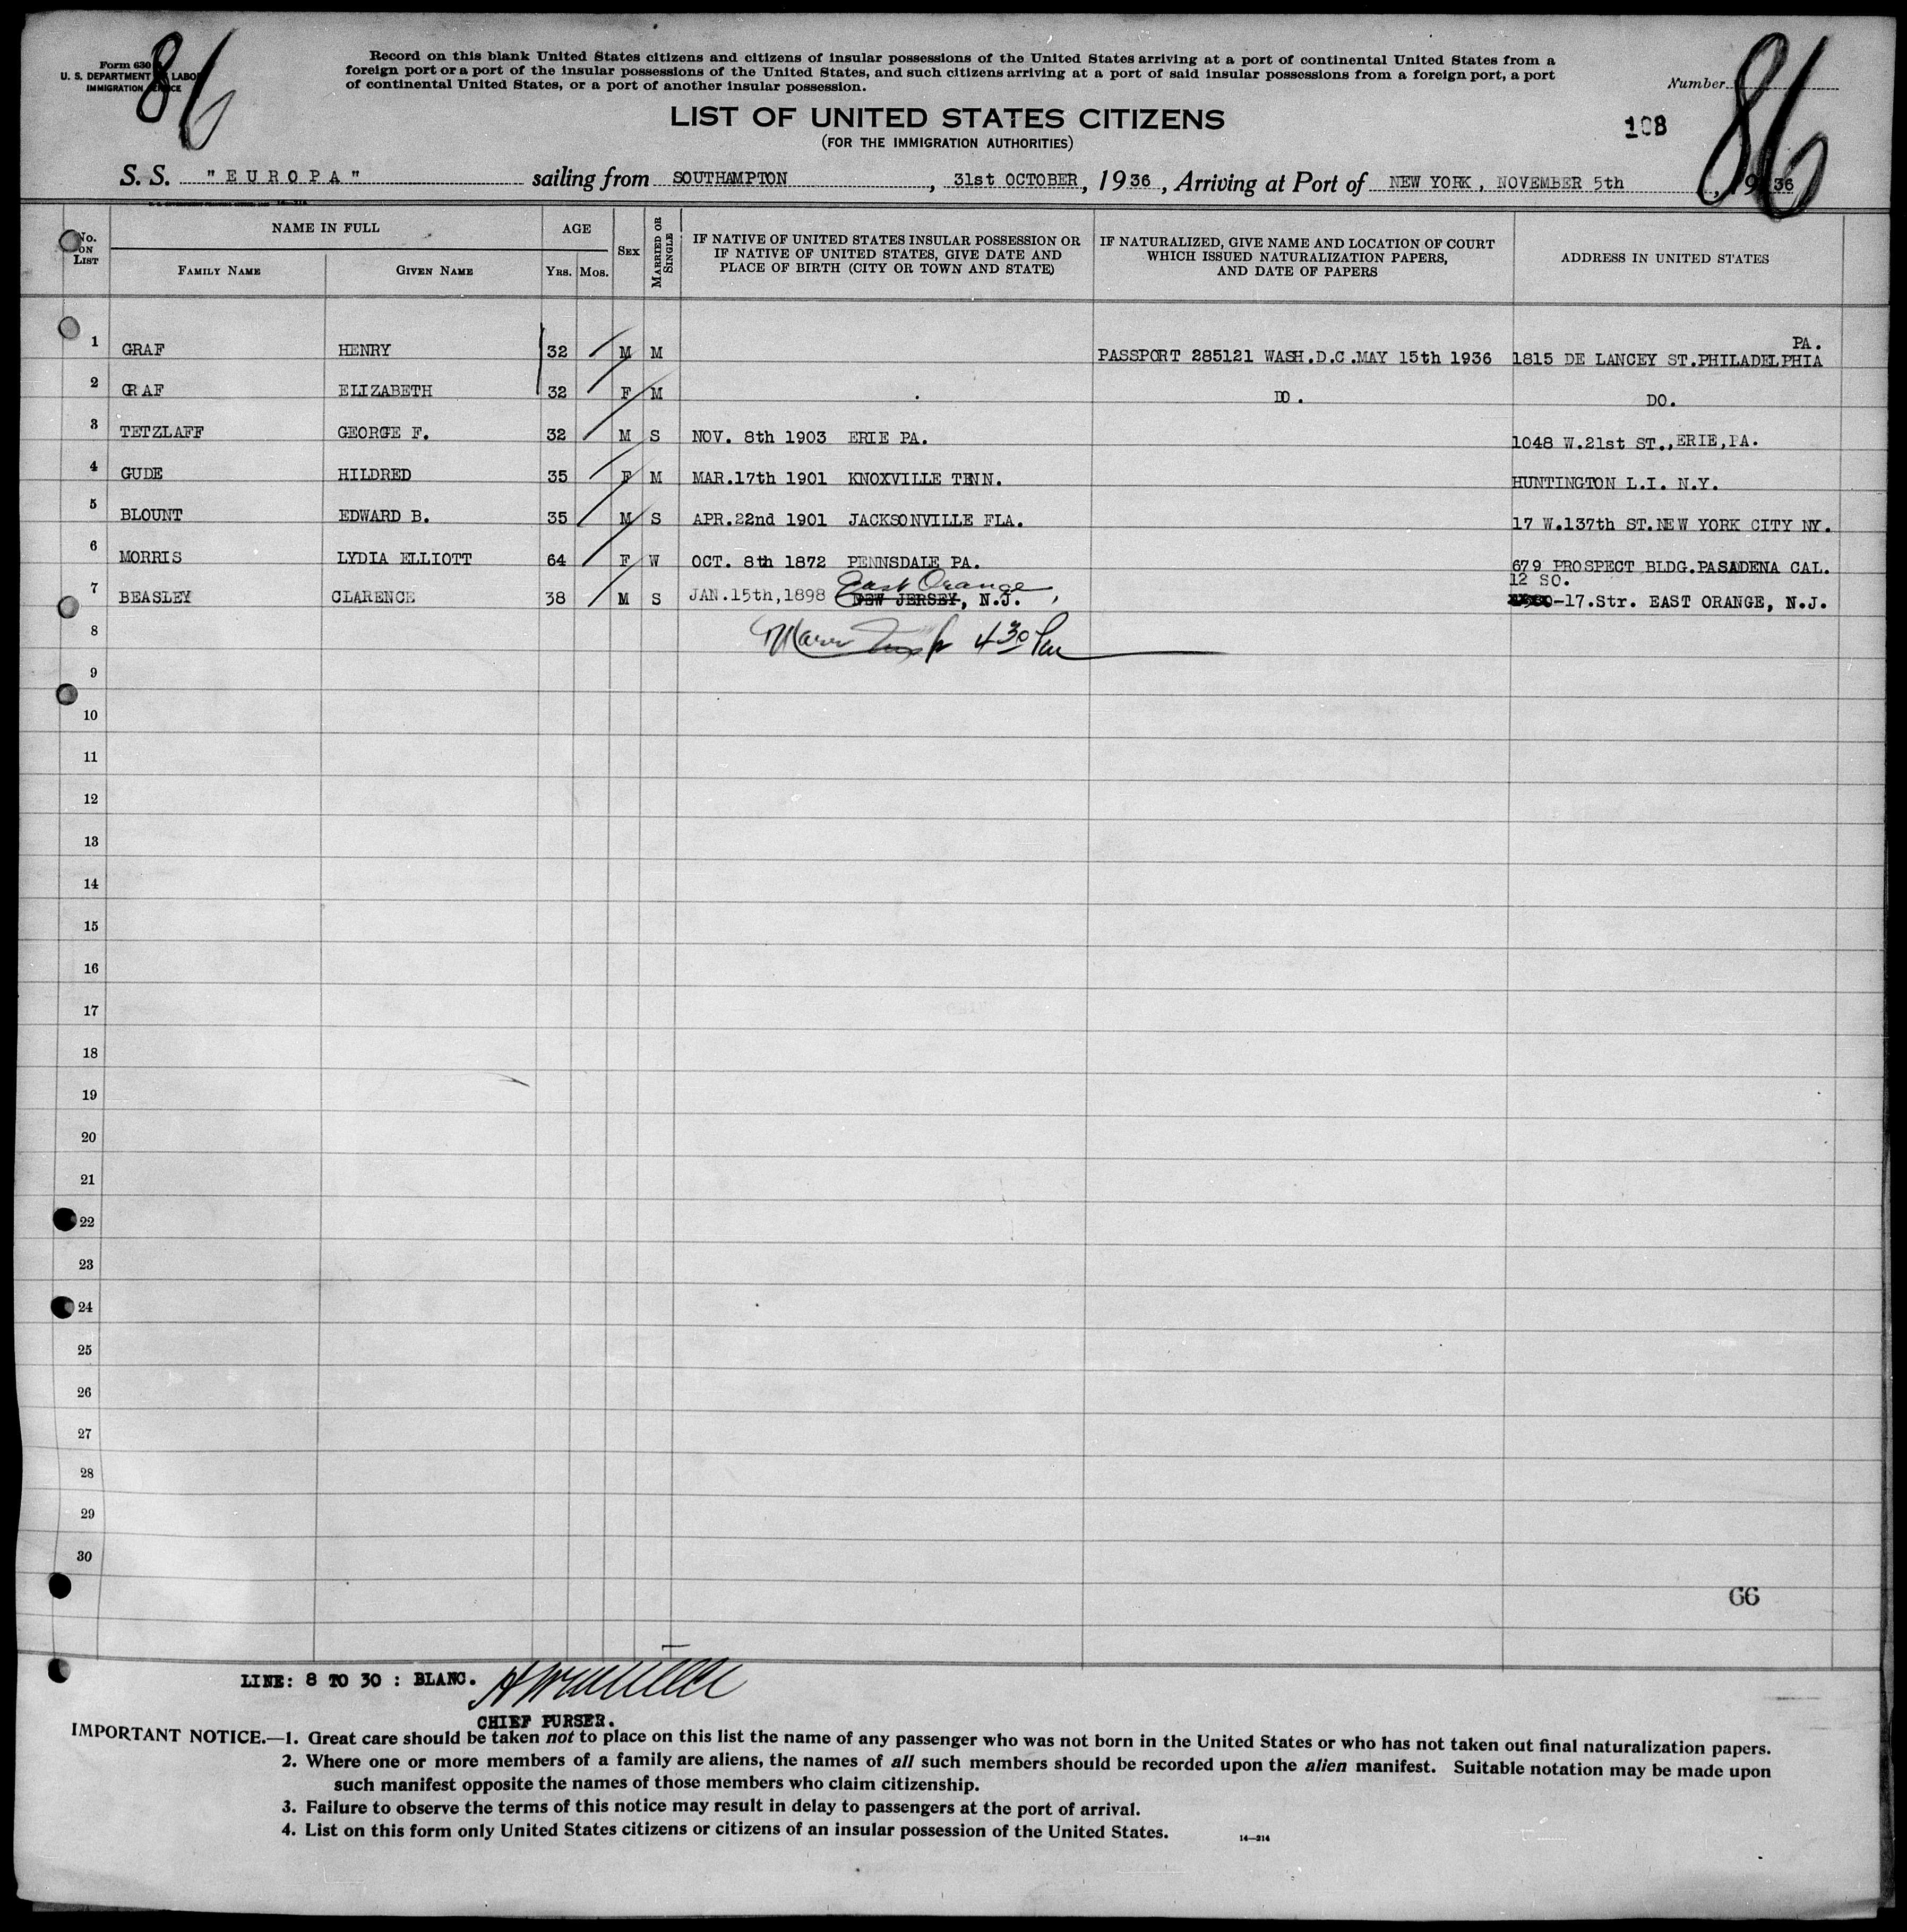 Form 630
U. S. DEPARTMENT LABOR
IMMIGRATION SERVICE
86
Record on this blank United States citizens and citizens of insular possessions of the United States arriving at a port of continental United States from a
foreign port or a port of the insular possessions of the United States, and such citizens arriving at a port of said insular possessions from a foreign port, a port
of continental United States, or a port of another insular possession.
Number
86
LIST OF UNITED STATES CITIZENS
(FOR THE IMMIGRATION AUTHORITIES)
108
S. S. "EUROPA" sailing from SOUTHAMPTON, 31st OCTOBER, 1936, Arriving at Port of NEW YORK, NOVEMBER 5th, 1936
No. ON LIST
NAME IN FULL
FAMILY NAME
GIVEN NAME
AGE
YRS. MOS.
SEX
MARRIED OR SINGLE
IF NATIVE OF UNITED STATES INSULAR POSSESSION OR
IF NATIVE OF UNITED STATES, GIVE DATE AND
PLACE OF BIRTH (CITY OR TOWN AND STATE)
IF NATURALIZED, GIVE NAME AND LOCATION OF COURT
WHICH ISSUED NATURALIZATION PAPERS,
AND DATE OF PAPERS
ADDRESS IN UNITED STATES
PA.
1 GRAF HENRY 32 M M PASSPORT 285121 WASH.D.C.MAY 15th 1936 1815 DE LANCEY ST.PHILADELPHIA
2 GRAF ELIZABETH 32 F M DO. DO.
3 TETZLAFF GEORGE F. 32 M S NOV. 8th 1903 ERIE PA. 1048 W.21st ST.,ERIE,PA.
4 GUDE HILDRED 35 F M MAR.17th 1901 KNOXVILLE TENN. HUNTINGTON L.I. N.Y.
5 BLOUNT EDWARD B. 35 M S APR.22nd 1901 JACKSONVILLE FLA. 17 W.137th ST.NEW YORK CITY NY.
6 MORRIS LYDIA ELLIOTT 64 F W OCT. 8th 1872 PENNSDALE PA. 679 PROSPECT BLDG.PASADENA CAL.
East Orange 12 SO.
7 BEASLEY CLARENCE 38 M S JAN.15th,1898 NEW JERSEY, N.J. -17.Str. EAST ORANGE, N.J.
8
4 30 Pm
9
10
11
12
13
14
15
16
17
18
19
20
21
22
23
24
25
26
27
28
29
30
66
LINE: 8 TO 30 : BLANC.
CHIEF PURSER.
IMPORTANT NOTICE.—1. Great care should be taken not to place on this list the name of any passenger who was not born in the United States or who has not taken out final naturalization papers.
2. Where one or more members of a family are aliens, the names of all such members should be recorded upon the alien manifest. Suitable notation may be made upon
such manifest opposite the names of those members who claim citizenship.
3. Failure to observe the terms of this notice may result in delay to passengers at the port of arrival.
4. List on this form only United States citizens or citizens of an insular possession of the United States.
14—214